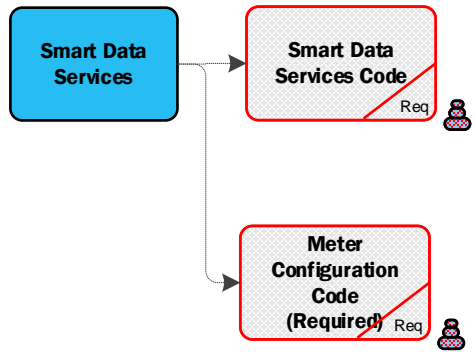 Smart Data
Services
Smart Data
Services Code
Req
Meter
Configuration
Code
(Required)
Req